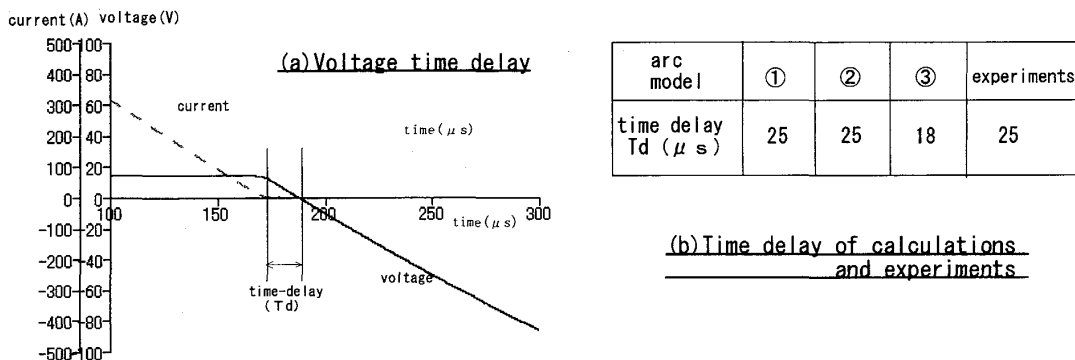 current(A) voltage(V)
500 100
400 80
300 60
200 40
100 20
0 0
-100 -20
-200 -40
-300 -60
-400 -80
-500 -100
(a)Voltage time delay
current
time(μs)
100 150 200 250 300
time(μs)
voltage
time-delay
(Td)
arc model ① ② ③ experiments
time delay Td (μs) 25 25 18 25
(b)Time delay of calculations
and experiments